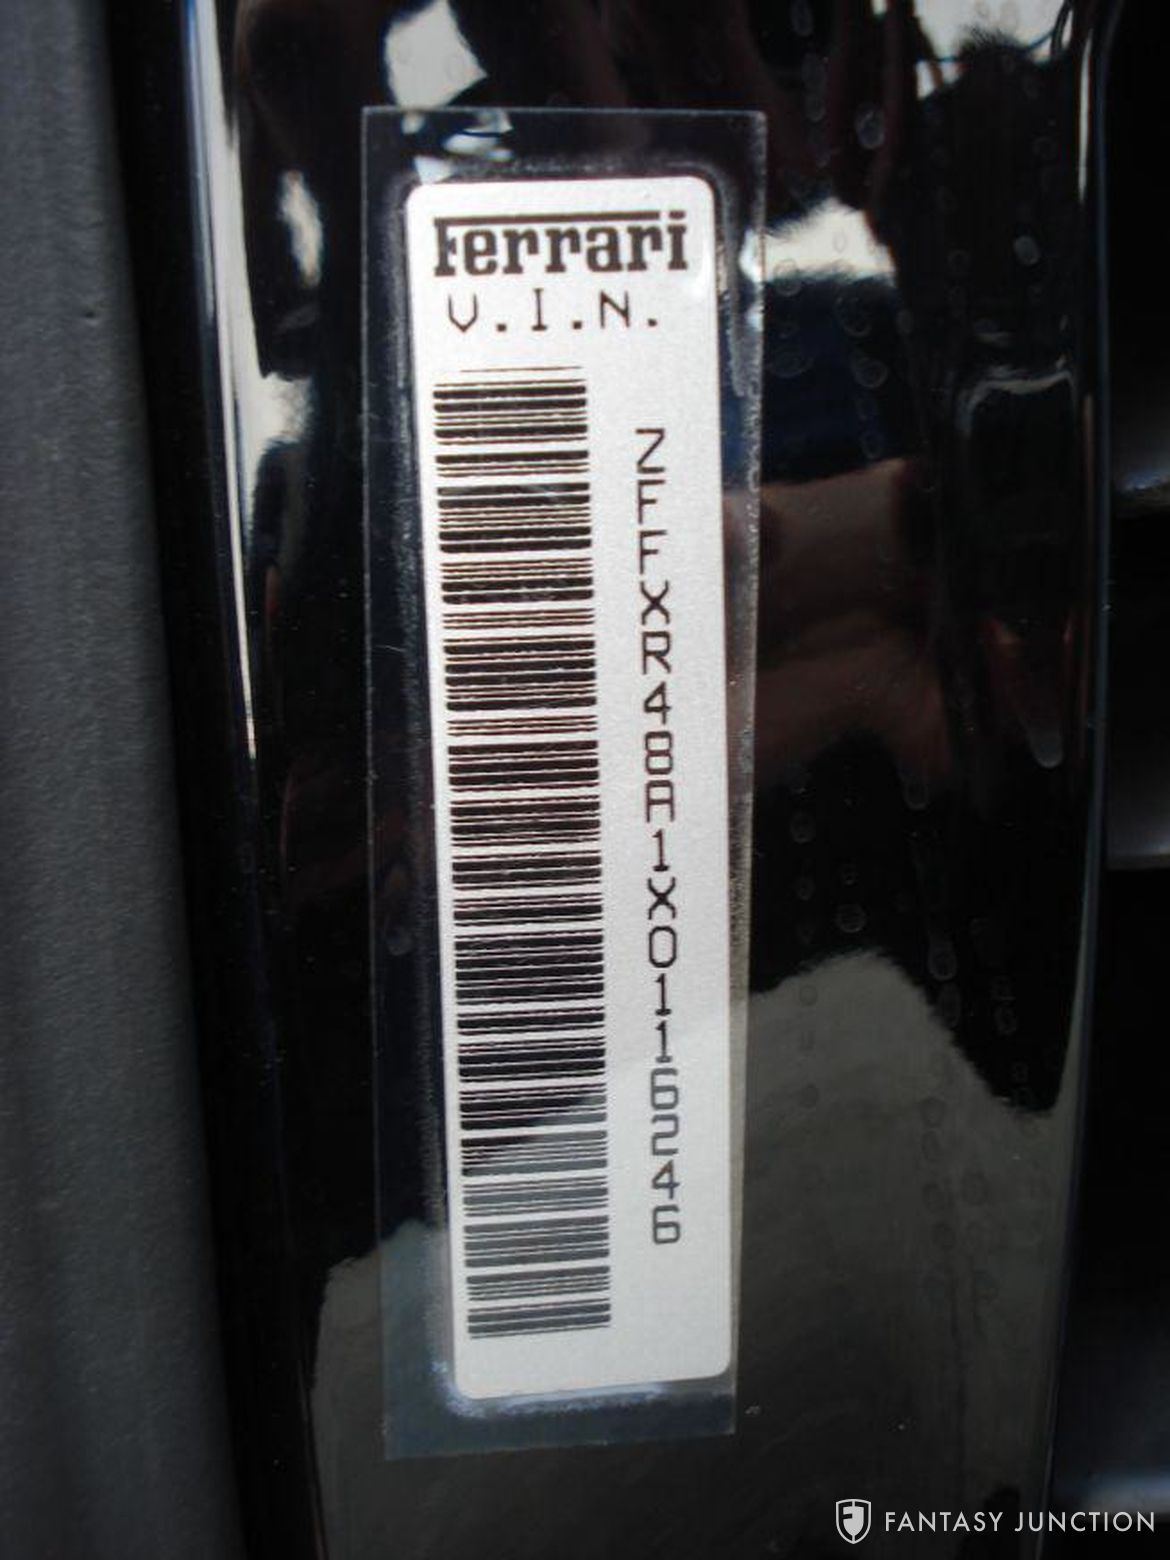 Ferrari
V.I.N.
ZFFXR48A1X0116246
FANTASY JUNCTION